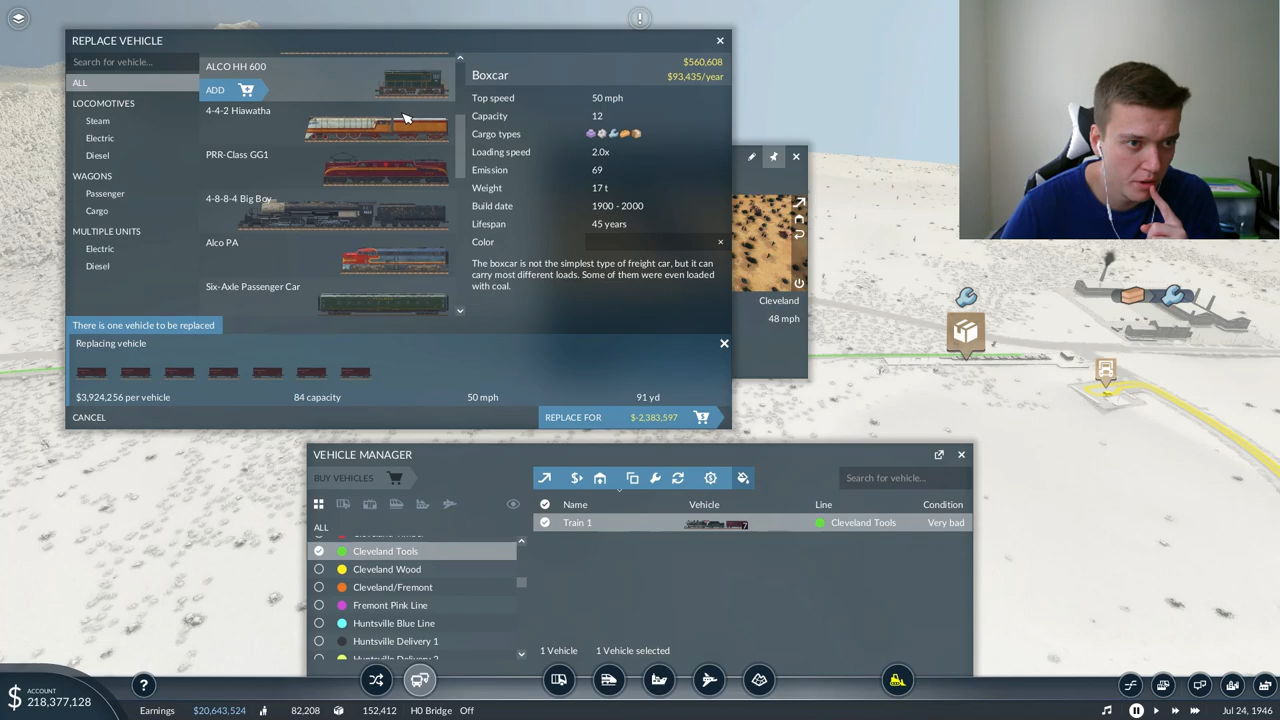 REPLACE VEHICLE
Search for vehicle...
ALL
LOCOMOTIVES
Steam
Electric
Diesel
WAGONS
Passenger
Cargo
MULTIPLE UNITS
Electric
Diesel
ALCO HH 600
ADD
4-4-2 Hiawatha
PRR-Class GG1
4-8-8-4 Big Boy
Alco PA
Six-Axle Passenger Car
$560,608
Boxcar
$93,435/year
Top speed 50 mph
Capacity 12
Cargo types
Loading speed 2.0x
Emission 69
Weight 17 t
Build date 1900 - 2000
Lifespan 45 years
Color
The boxcar is not the simplest type of freight car, but it can
carry most different loads. Some of them were even loaded
with coal.
There is one vehicle to be replaced
Replacing vehicle
$3,924,256 per vehicle 84 capacity 50 mph 91 yd
CANCEL
REPLACE FOR $-2,383,597
Cleveland
48 mph
VEHICLE MANAGER
BUY VEHICLES
Search for vehicle...
ALL
Cleveland Tools
Cleveland Wood
Cleveland/Fremont
Fremont Pink Line
Huntsville Blue Line
Huntsville Delivery 1
Huntsville Delivery 2
Name Vehicle Line Condition
Train 1 7 Cleveland Tools Very bad
1 Vehicle 1 Vehicle selected
$ ACCOUNT
218,377,128
?
Earnings $20,643,524 82,208 152,412 H0 Bridge Off
Jul 24, 1946